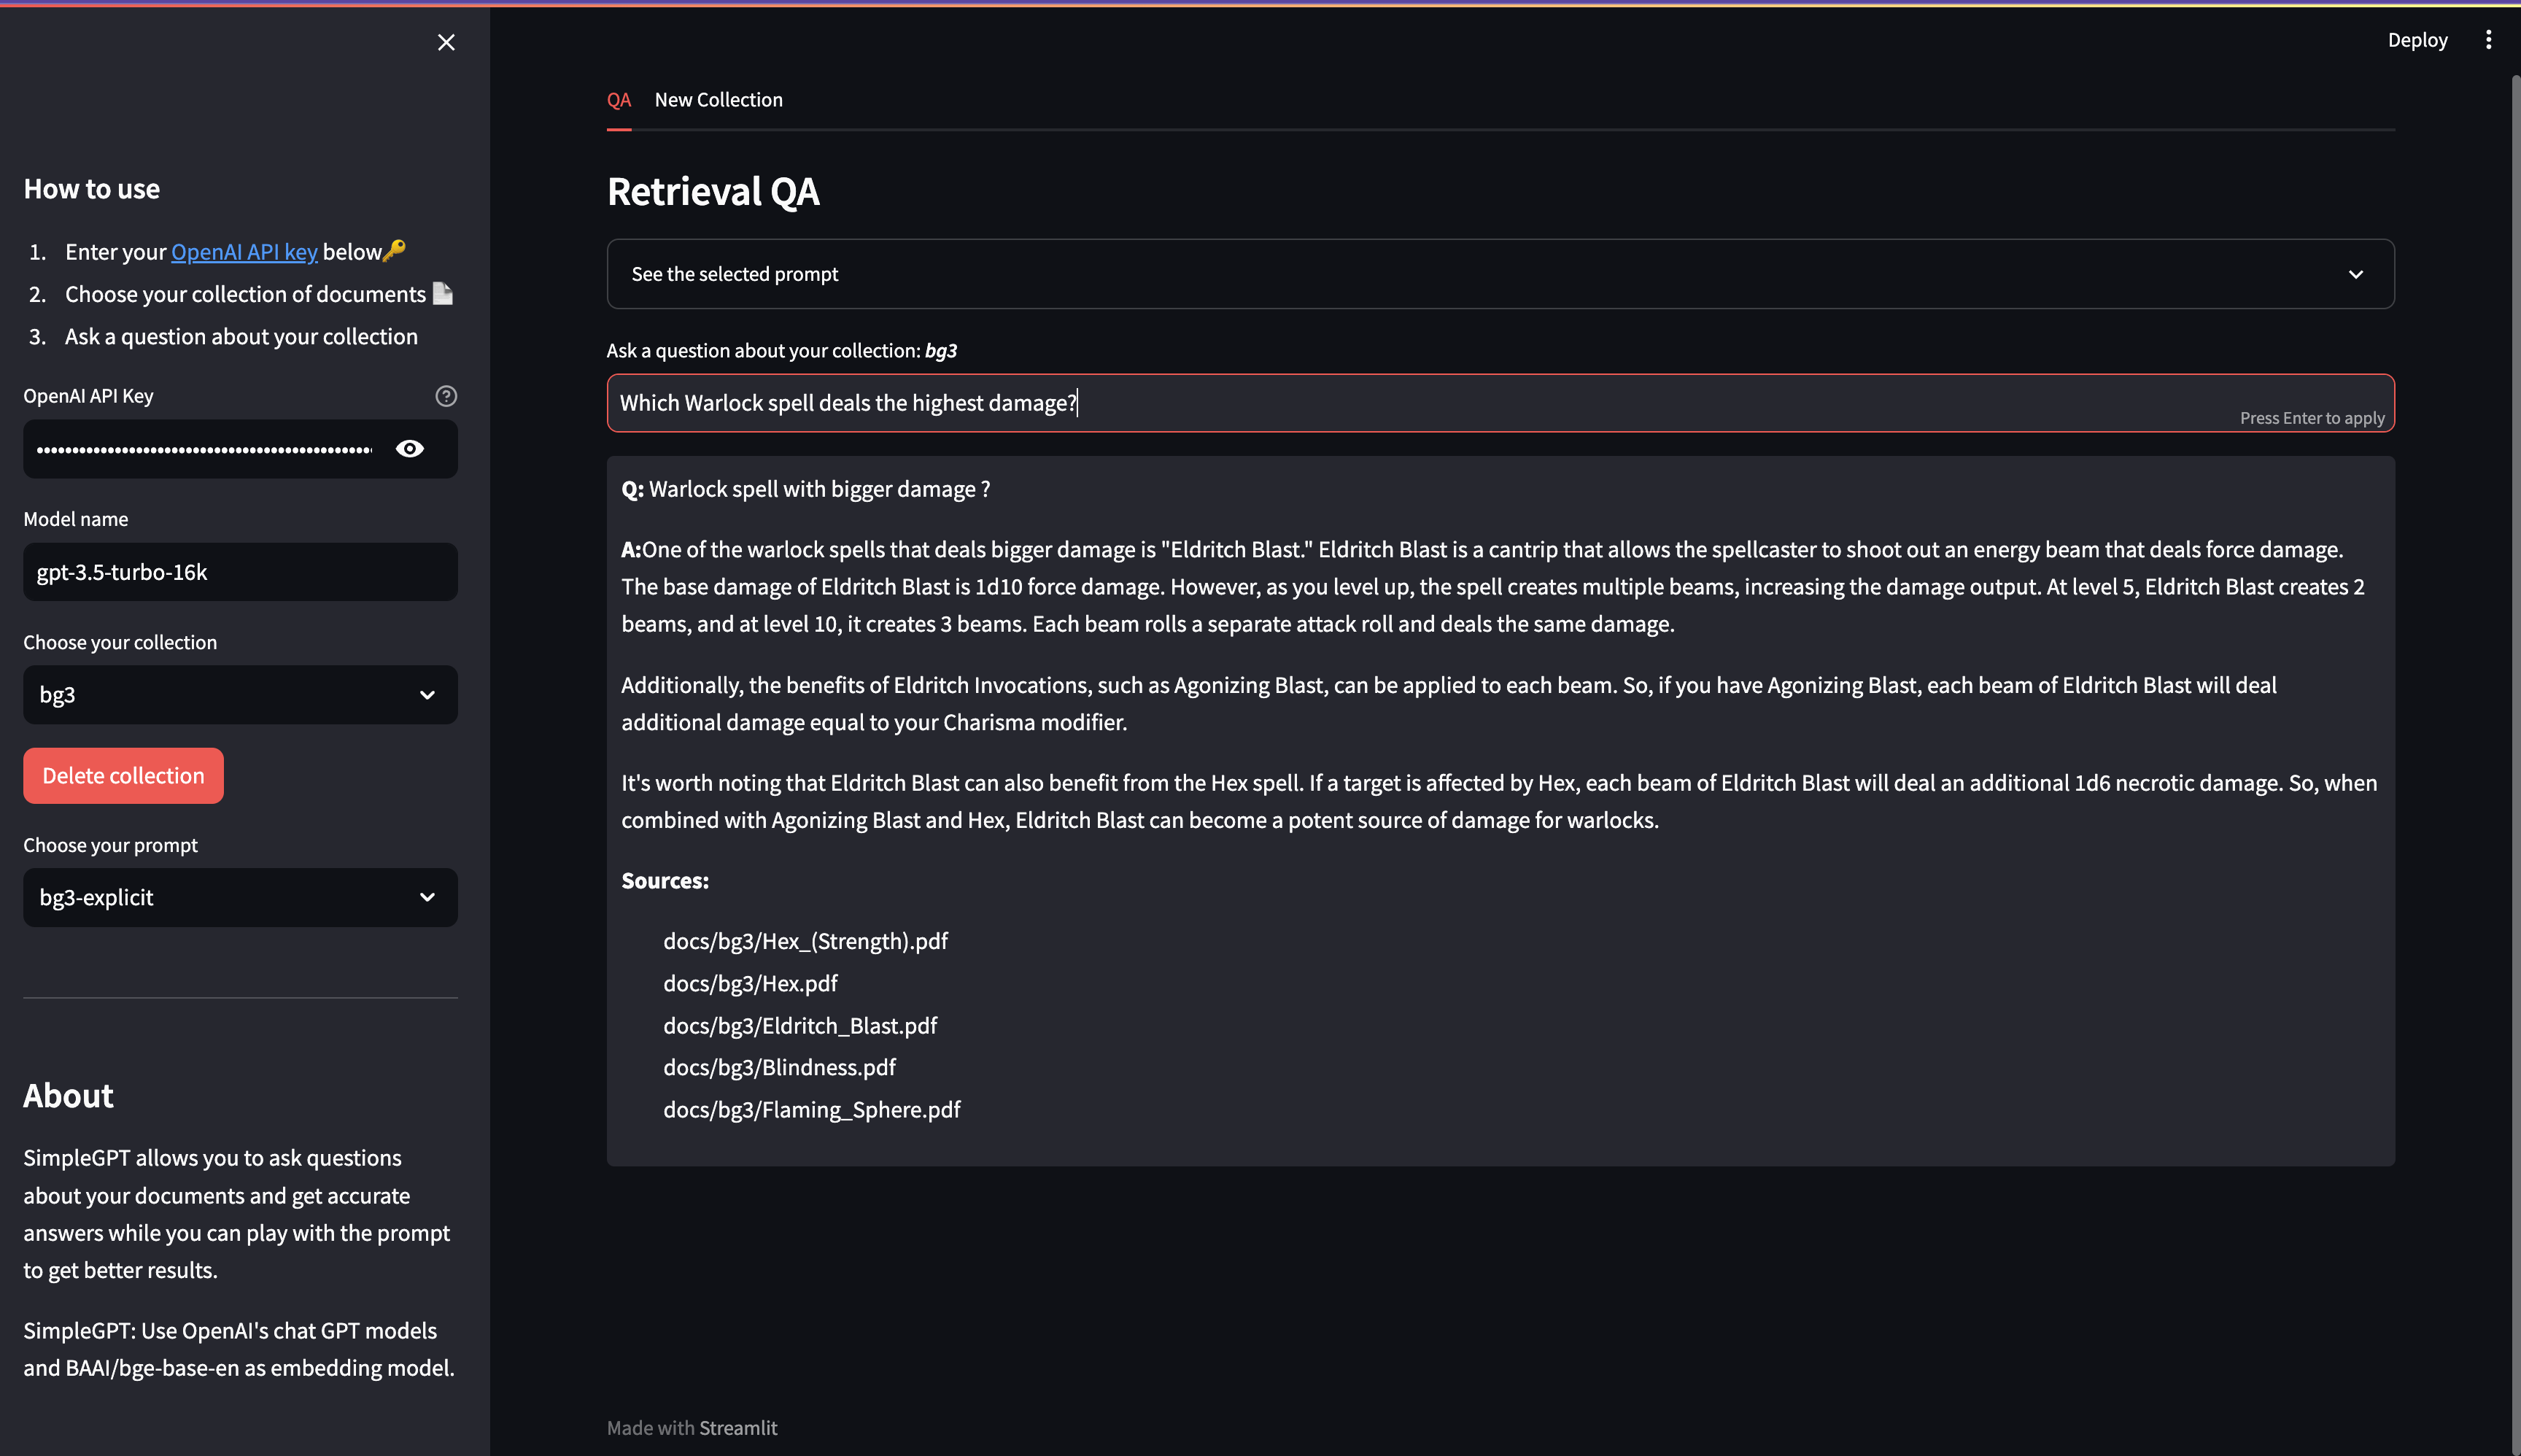 Deploy
How to use
1. Enter your OpenAI API key below🔑
2. Choose your collection of documents 📄
3. Ask a question about your collection
OpenAI API Key
••••••••••••••••••••••••••••••••••••••••••••••••
Model name
gpt-3.5-turbo-16k
Choose your collection
bg3
Delete collection
Choose your prompt
bg3-explicit
About
SimpleGPT allows you to ask questions
about your documents and get accurate
answers while you can play with the prompt
to get better results.
SimpleGPT: Use OpenAI's chat GPT models
and BAAI/bge-base-en as embedding model.
QA New Collection
Retrieval QA
See the selected prompt
Ask a question about your collection: bg3
Which Warlock spell deals the highest damage?
Press Enter to apply
Q: Warlock spell with bigger damage ?
A:One of the warlock spells that deals bigger damage is "Eldritch Blast." Eldritch Blast is a cantrip that allows the spellcaster to shoot out an energy beam that deals force damage.
The base damage of Eldritch Blast is 1d10 force damage. However, as you level up, the spell creates multiple beams, increasing the damage output. At level 5, Eldritch Blast creates 2
beams, and at level 10, it creates 3 beams. Each beam rolls a separate attack roll and deals the same damage.
Additionally, the benefits of Eldritch Invocations, such as Agonizing Blast, can be applied to each beam. So, if you have Agonizing Blast, each beam of Eldritch Blast will deal
additional damage equal to your Charisma modifier.
It's worth noting that Eldritch Blast can also benefit from the Hex spell. If a target is affected by Hex, each beam of Eldritch Blast will deal an additional 1d6 necrotic damage. So, when
combined with Agonizing Blast and Hex, Eldritch Blast can become a potent source of damage for warlocks.
Sources:
docs/bg3/Hex_(Strength).pdf
docs/bg3/Hex.pdf
docs/bg3/Eldritch_Blast.pdf
docs/bg3/Blindness.pdf
docs/bg3/Flaming_Sphere.pdf
Made with Streamlit